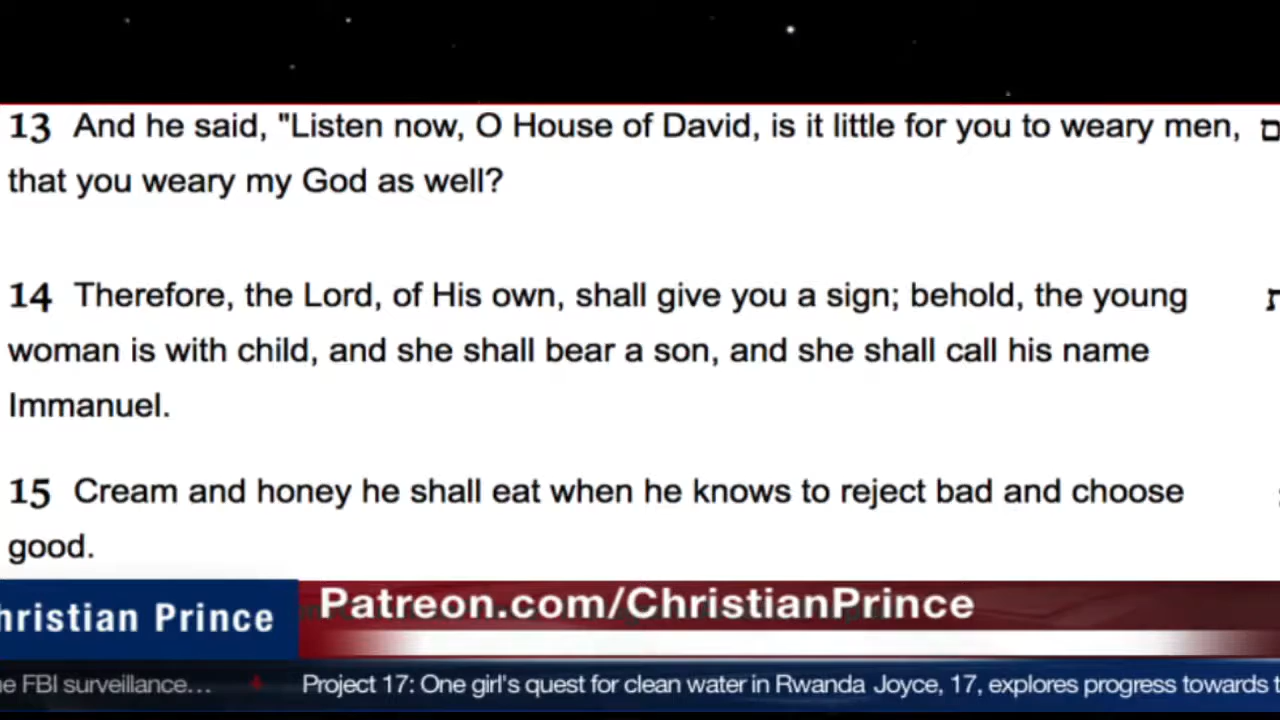 13 And he said, "Listen now, O House of David, is it little for you to weary men, ם
that you weary my God as well?
14 Therefore, the Lord, of His own, shall give you a sign; behold, the young ת
woman is with child, and she shall bear a son, and she shall call his name
Immanuel.
15 Cream and honey he shall eat when he knows to reject bad and choose
good.
hristian Prince
Patreon.com/ChristianPrince
e FBI surveillance... Project 17: One girl's quest for clean water in Rwanda Joyce, 17, explores progress towards t